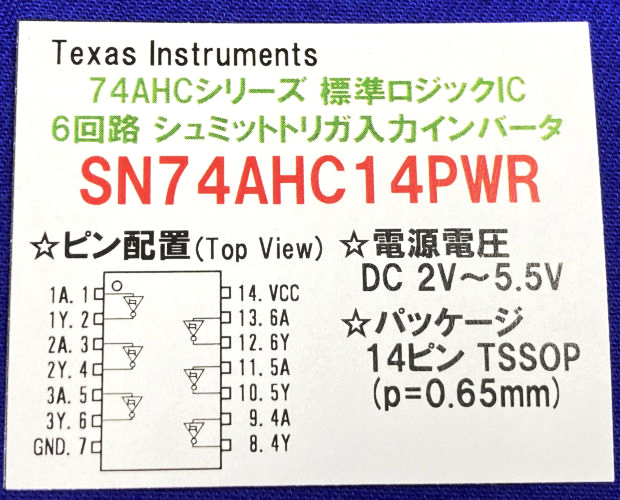 Texas Instruments
74AHCシリーズ 標準ロジックIC
6回路 シュミットトリガ入力インバータ
SN74AHC14PWR
☆ピン配置(Top View)
1A. 1
1Y. 2
2A. 3
2Y. 4
3A. 5
3Y. 6
GND. 7
14. VCC
13. 6A
12. 6Y
11. 5A
10. 5Y
9. 4A
8. 4Y
☆電源電圧
DC 2V～5.5V
☆パッケージ
14ピン TSSOP
(p=0.65mm)